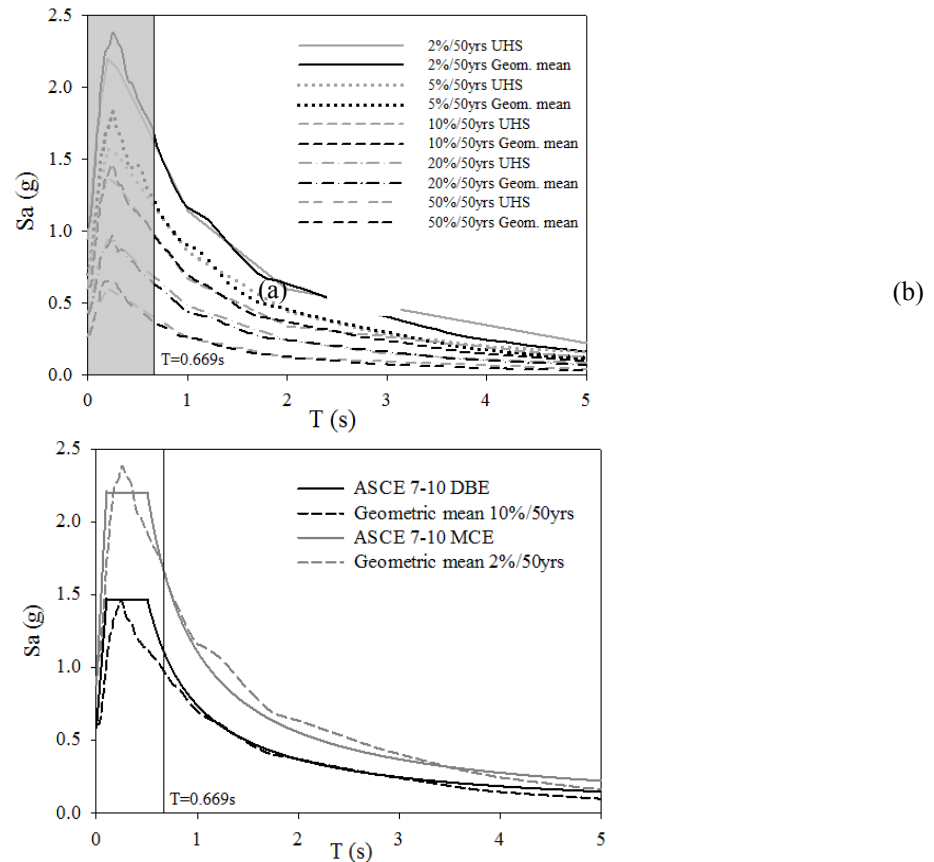 2.5
2.0
1.5
1.0
0.5
0.0
Sa (g)
2%/50yrs UHS
2%/50yrs Geom. mean
5%/50yrs UHS
5%/50yrs Geom. mean
10%/50yrs UHS
10%/50yrs Geom. mean
20%/50yrs UHS
20%/50yrs Geom. mean
50%/50yrs UHS
50%/50yrs Geom. mean
(a)
(b)
T=0.669s
0 1 2 3 4 5
T (s)
2.5
2.0
1.5
1.0
0.5
0.0
Sa (g)
ASCE 7-10 DBE
Geometric mean 10%/50yrs
ASCE 7-10 MCE
Geometric mean 2%/50yrs
T=0.669s
0 1 2 3 4 5
T (s)